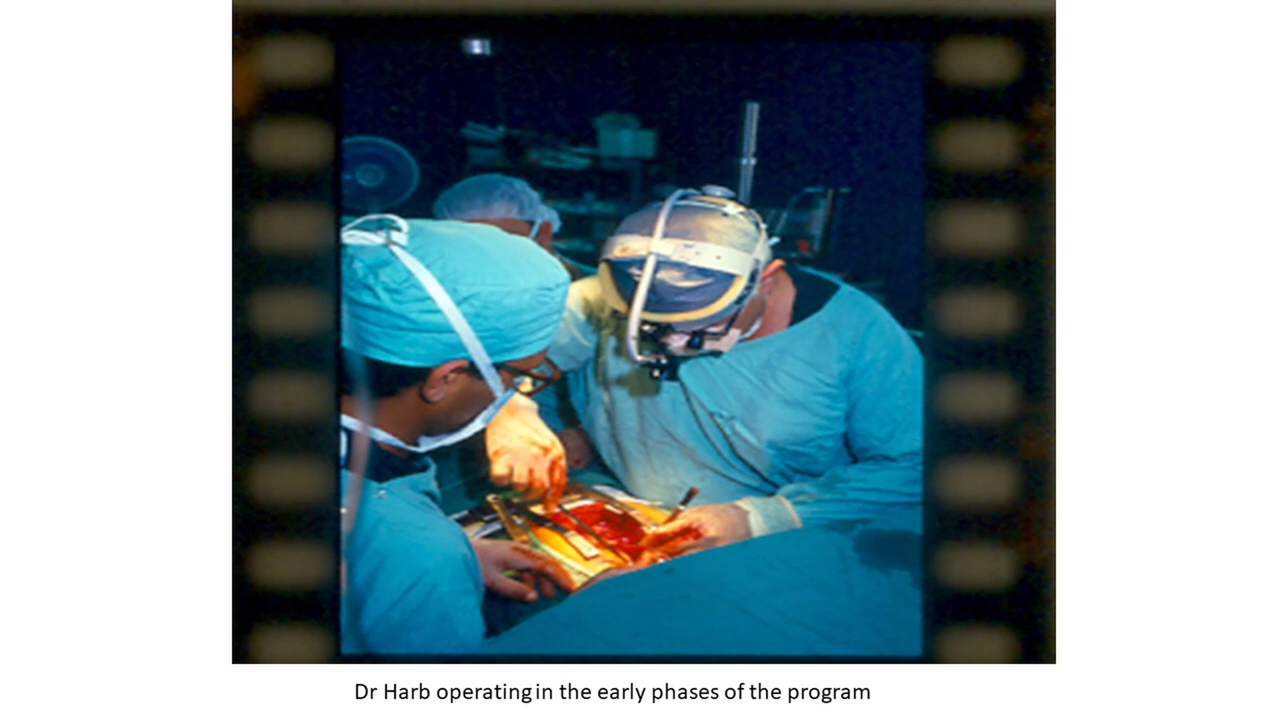 Dr Harb operating in the early phases of the program